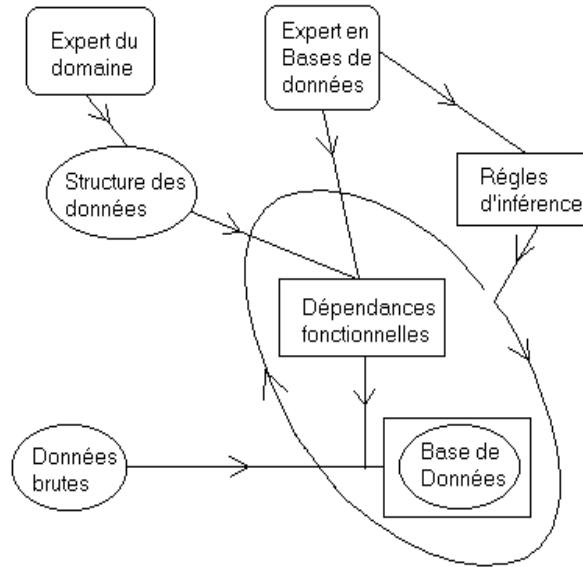 Expert du
domaine
Expert en
Bases de
données
Structure des
données
Régles
d'inférence
Dépendances
fonctionnelles
Données
brutes
Base de
Données